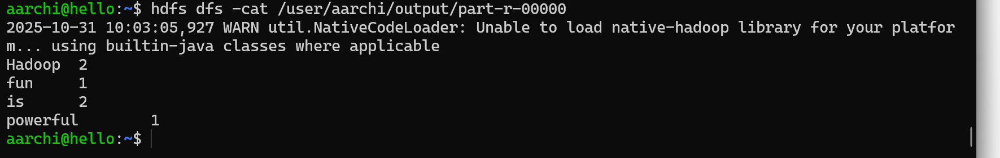 aarchi@hello:~$ hdfs dfs -cat /user/aarchi/output/part-r-00000
2025-10-31 10:03:05,927 WARN util.NativeCodeLoader: Unable to load native-hadoop library for your platfor
m... using builtin-java classes where applicable
Hadoop  2
fun     1
is      2
powerful        1
aarchi@hello:~$